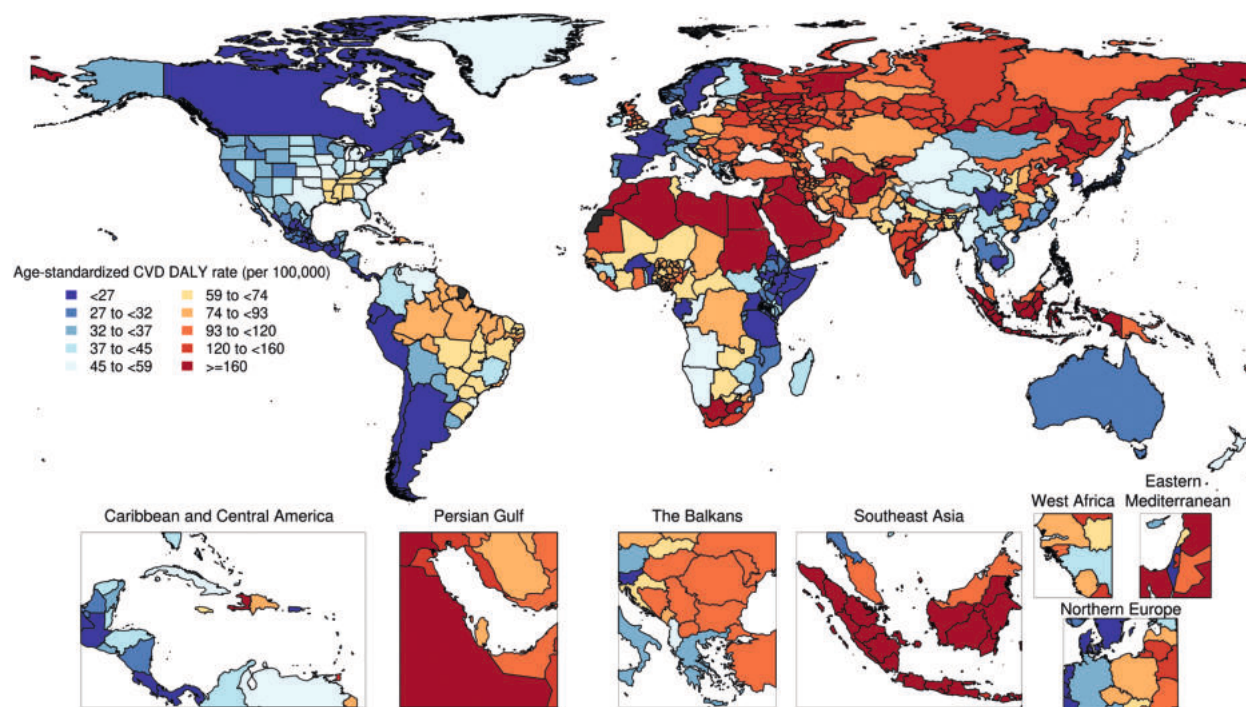 Age-standardized CVD DALY rate (per 100,000)
<27
27 to <32
32 to <37
37 to <45
45 to <59
59 to <74
74 to <93
93 to <120
120 to <160
>=160
Caribbean and Central America
Persian Gulf
The Balkans
Southeast Asia
West Africa
Eastern
Mediterranean
Northern Europe